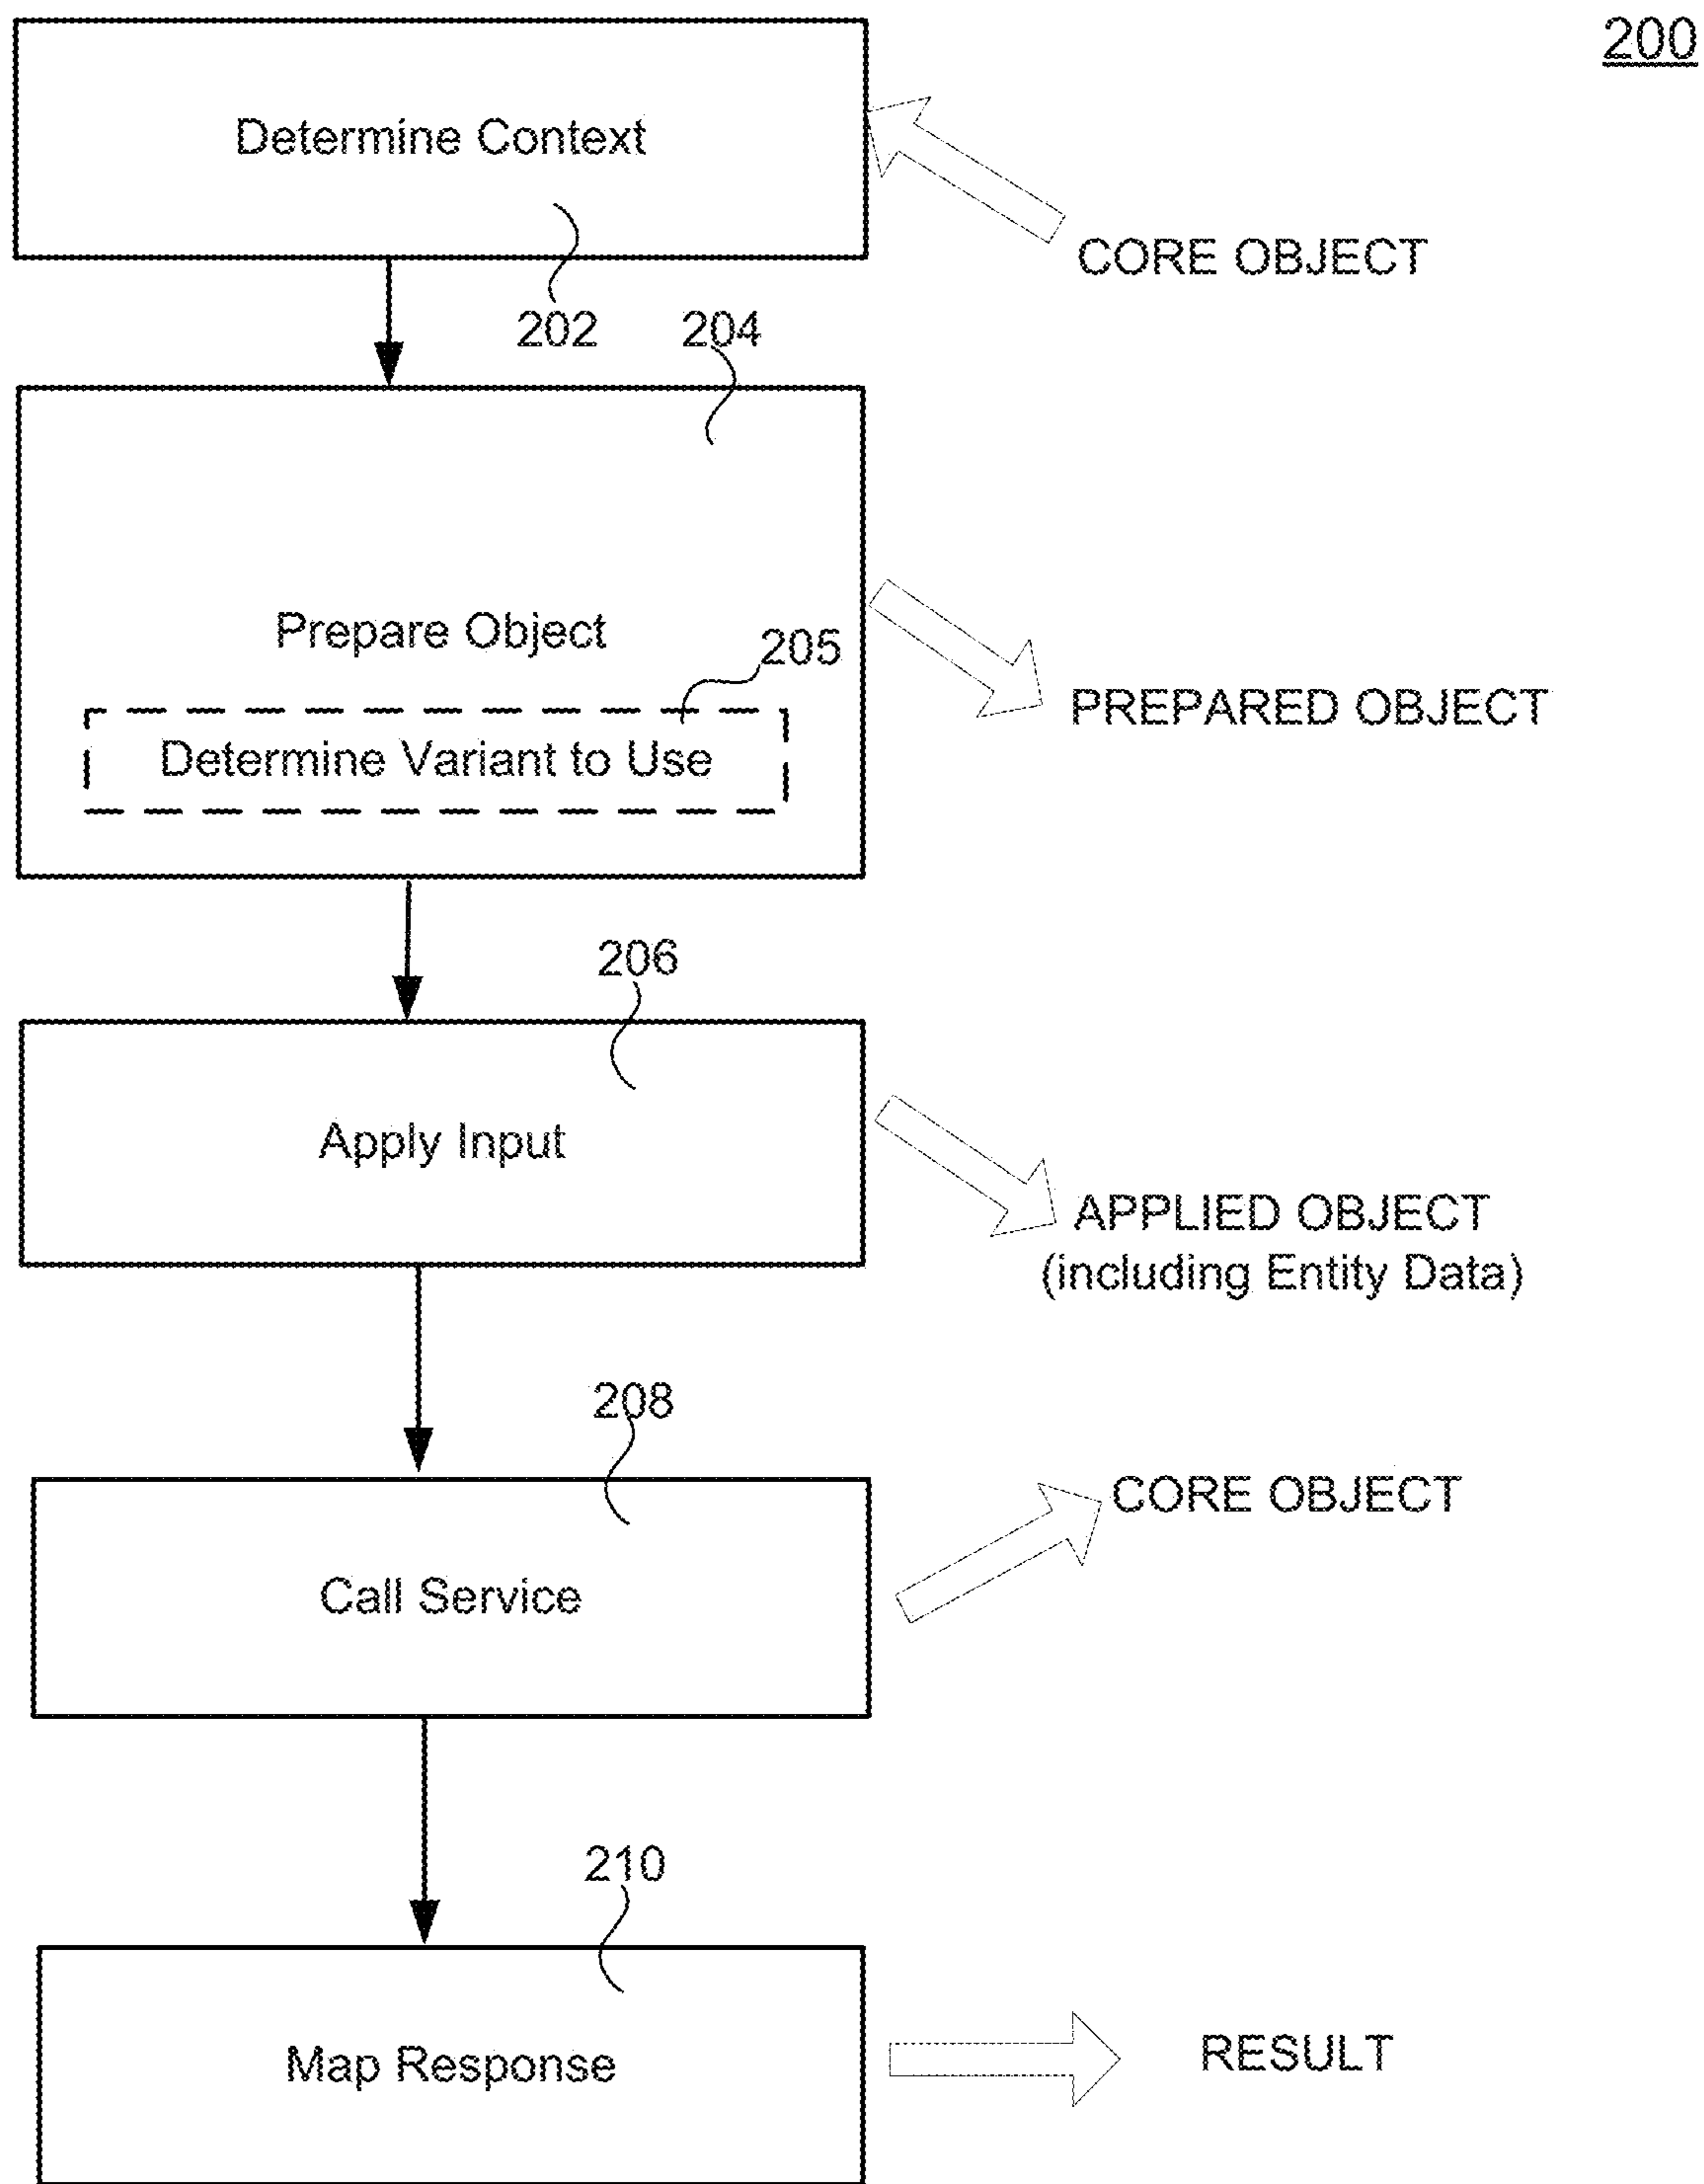 200
Determine Context
CORE OBJECT
202
204
Prepare Object
205
Determine Variant to Use
PREPARED OBJECT
206
Apply Input
APPLIED OBJECT
(including Entity Data)
208
CORE OBJECT
Call Service
210
Map Response
RESULT